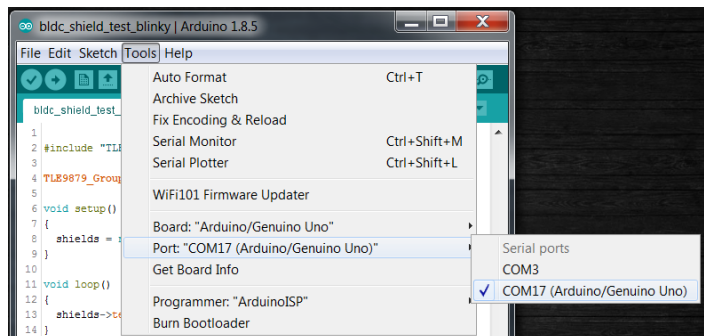 bldc_shield_test_blinky | Arduino 1.8.5
File Edit Sketch Tools Help
bldc_shield_test_
Auto Format Ctrl+T
Archive Sketch
Fix Encoding & Reload
Serial Monitor Ctrl+Shift+M
Serial Plotter Ctrl+Shift+L
WiFi101 Firmware Updater
Board: "Arduino/Genuino Uno"
Port: "COM17 (Arduino/Genuino Uno)"
Get Board Info
Programmer: "ArduinoISP"
Burn Bootloader
Serial ports
COM3
COM17 (Arduino/Genuino Uno)
1
2 #include "TLE
3
4 TLE9879_Group
5
6 void setup()
7 {
8 shields =
9 }
10
11 void loop()
12 {
13 shields->te
14 }